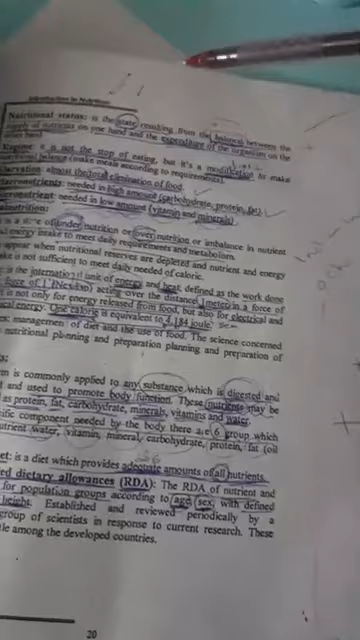 Introduction to Nutrition
Nutritional status: is the state resulting from the balance between the
supply of nutrients on one hand and the expenditure of the organism on the
other hand
Regime: it is not the stop of eating, but it's a modification to make
nutritional balance (make meals according to requirements).
almost the total elimination of food.
needed in high amount (carbohydrate, protein, fat)
needed in low amount (vitamin and minerals)
is a state of under nutrition or over nutrition or imbalance in nutrient
energy intake to meet daily requirements and metabolism.
appear when nutritional reserves are depleted and nutrient and energy
is not sufficient to meet daily needed of caloric.
is the international unit of energy and heat, defined as the work done
force of 1 (Newton) acting over the distance 1 meter in a force of
is not only for energy released from food, but also for electrical and
energy. One calorie is equivalent to 4.184 joule.
management of diet and the use of food. The science concerned
nutritional planning and preparation planning and preparation of
is commonly applied to any substance which is digested and
and used to promote body function. These nutrients may be
as protein, fat, carbohydrate, minerals, vitamins and water.
component needed by the body there are 6 group which
water, vitamin, mineral, carbohydrate, protein, fat (oil
is a diet which provides adequate amounts of all nutrients.
dietary allowances (RDA): The RDA of nutrient and
for population groups according to age, sex, with defined
height. Established and reviewed periodically by a
group of scientists in response to current research. These
among the developed countries.
20